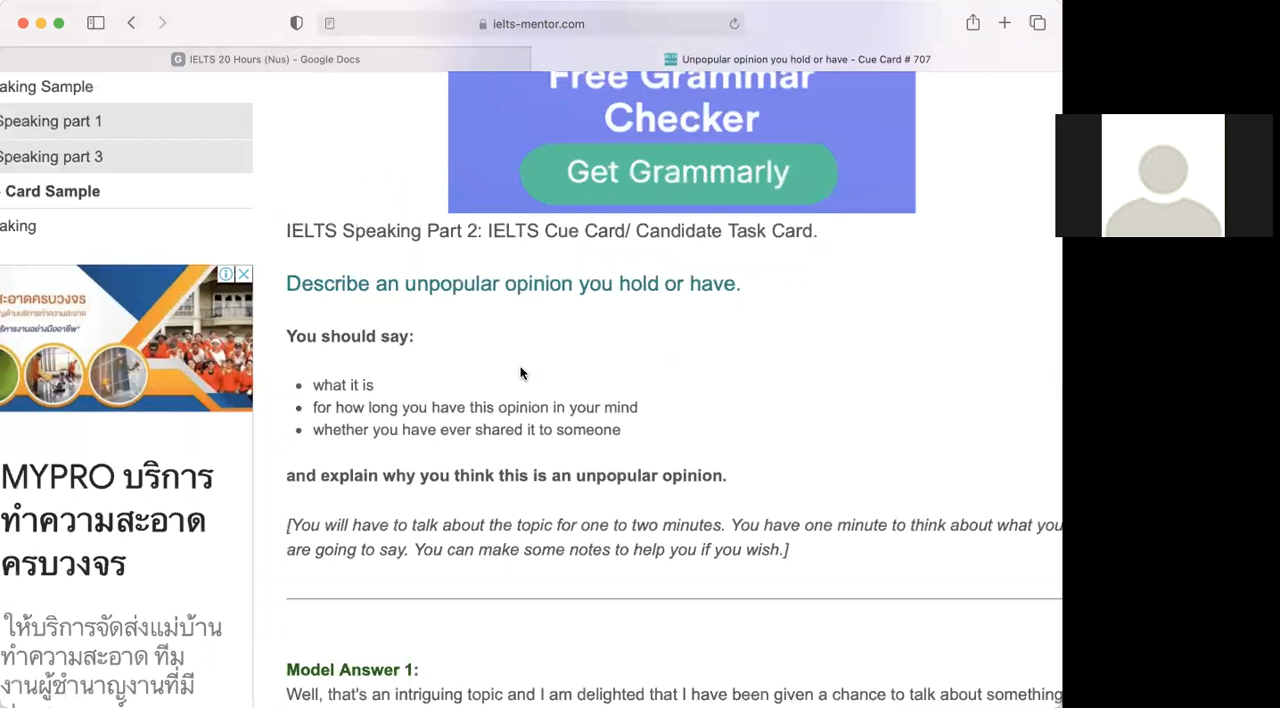 ielts-mentor.com
G IELTS 20 Hours (Nus) - Google Docs
Unpopular opinion you hold or have - Cue Card # 707
aking Sample
Speaking part 1
Speaking part 3
Card Sample
aking
Free Grammar
Checker
Get Grammarly
IELTS Speaking Part 2: IELTS Cue Card/ Candidate Task Card.
Describe an unpopular opinion you hold or have.
You should say:
• what it is
• for how long you have this opinion in your mind
• whether you have ever shared it to someone
and explain why you think this is an unpopular opinion.
[You will have to talk about the topic for one to two minutes. You have one minute to think about what you
are going to say. You can make some notes to help you if you wish.]
Model Answer 1:
Well, that's an intriguing topic and I am delighted that I have been given a chance to talk about something
ะอาดครบวงจร
MYPRO บริการ
ทำความสะอาด
ครบวงจร
ให้บริการจัดส่งแม่บ้าน
ทำความสะอาด ทีม
งานผู้ชำนาญงานที่มี